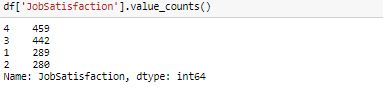 df['JobSatisfaction'].value_counts()
4    459
3    442
1    289
2    280
Name: JobSatisfaction, dtype: int64